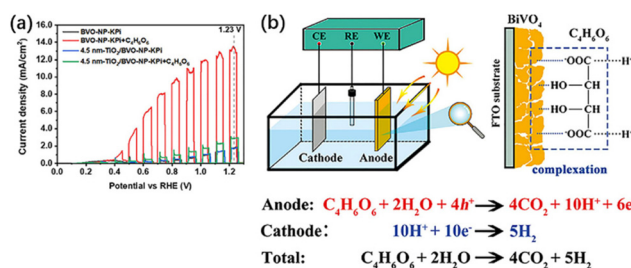 (a)
1.23 V
BVO-NP-KPi
BVO-NP-KPi+C₄H₆O₆
4.5 nm-TiO₂/BVO-NP-KPi
4.5 nm-TiO₂/BVO-NP-KPi+C₄H₆O₆
Current density (mA/cm²)
16.0
14.0
12.0
10.0
8.0
6.0
4.0
2.0
0.0
0.0 0.2 0.4 0.6 0.8 1.0 1.2
Potential vs RHE (V)
(b)
CE RE WE
Cathode Anode
BiVO₄
C₄H₆O₆
FTO substrate
OOC H⁺
HO
HO
OOC H⁺
complexation
Anode: C₄H₆O₆ + 2H₂O + 4h⁺ → 4CO₂ + 10H⁺ + 6e
Cathode: 10H⁺ + 10e⁻ → 5H₂
Total: C₄H₆O₆ + 2H₂O → 4CO₂ + 5H₂